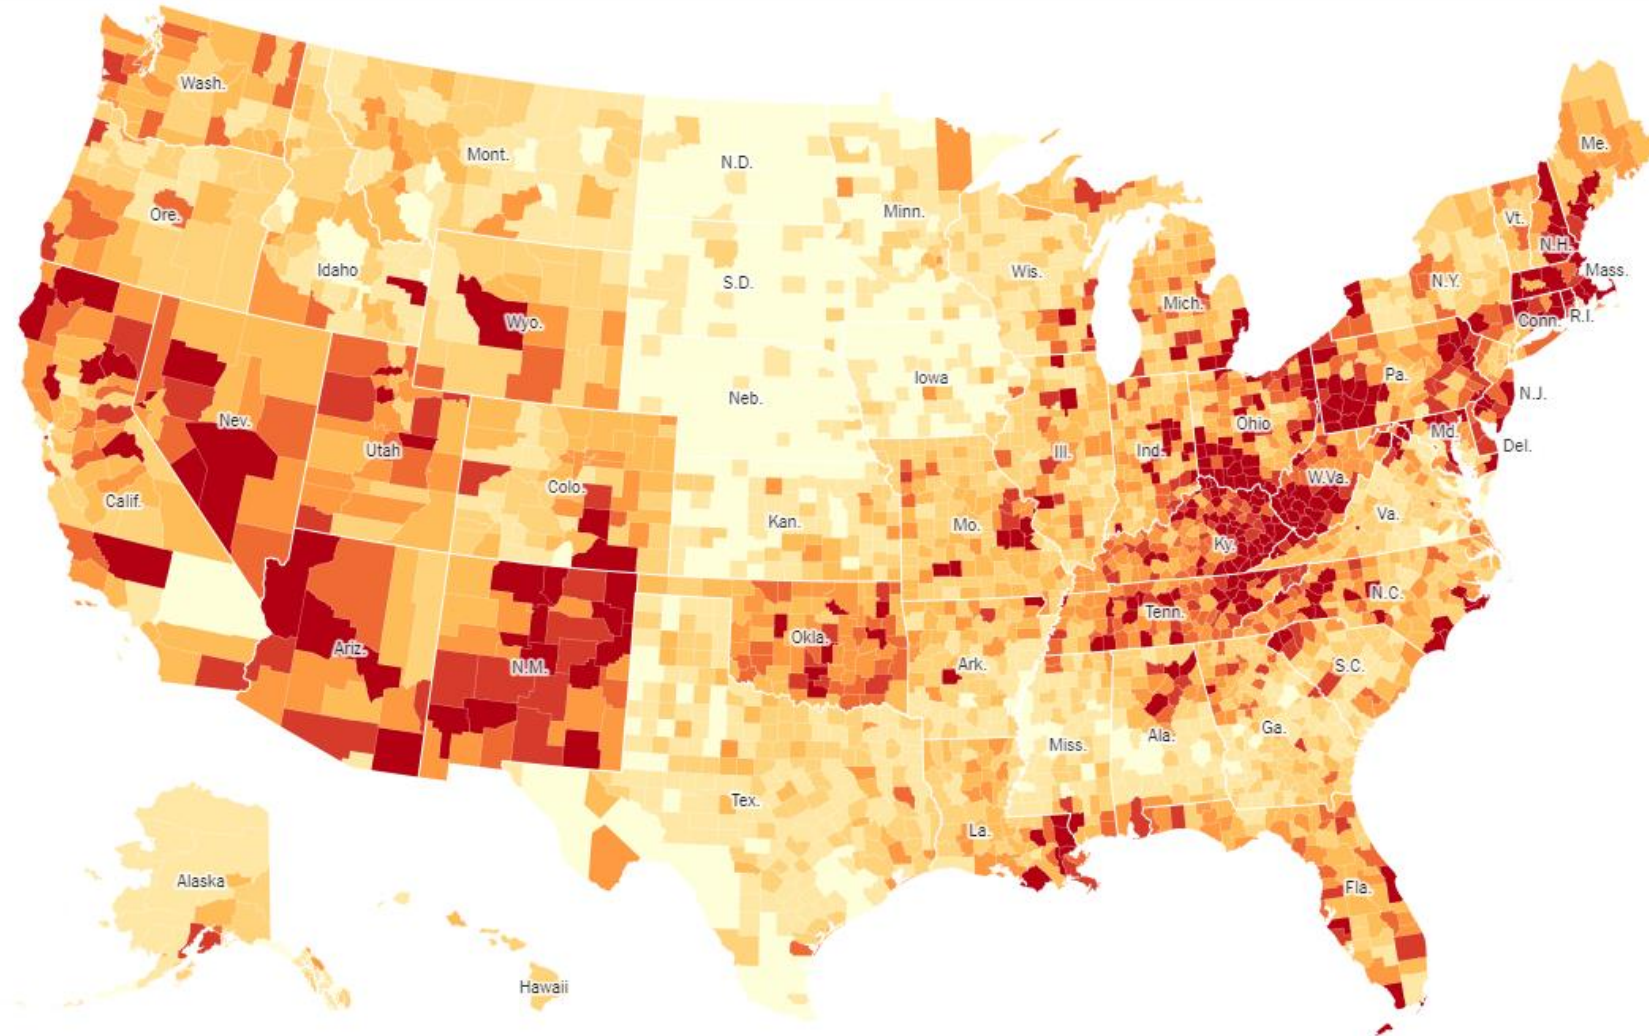 Wash.
Mont.
N.D.
Me.
Minn.
Ore.
Vt.
N.H.
Idaho
S.D.
Wis.
Mass.
N.Y.
Mich.
Wyo.
Conn.
R.I.
Iowa
Pa.
Neb.
N.J.
Nev.
Ohio
Md.
Utah
Ill.
Ind.
Del.
W.Va.
Colo.
Calif.
Kan.
Mo.
Va.
Ky.
N.C.
Tenn.
Okla.
Ariz.
N.M.
Ark.
S.C.
Ga.
Ala.
Miss.
Tex.
La.
Alaska
Fla.
Hawaii